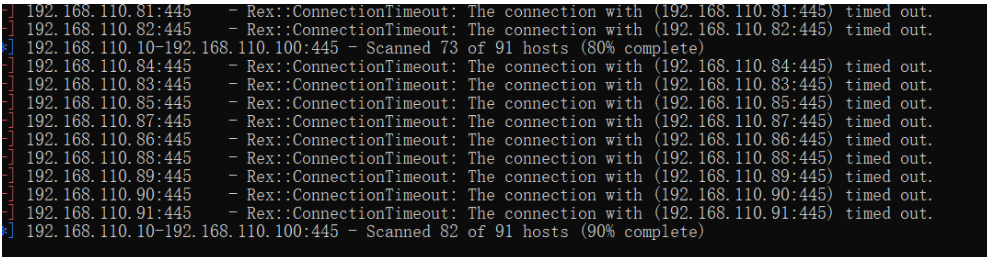 -] 192.168.110.81:445    - Rex::ConnectionTimeout: The connection with (192.168.110.81:445) timed out.
-] 192.168.110.82:445    - Rex::ConnectionTimeout: The connection with (192.168.110.82:445) timed out.
*] 192.168.110.10-192.168.110.100:445 - Scanned 73 of 91 hosts (80% complete)
-] 192.168.110.84:445    - Rex::ConnectionTimeout: The connection with (192.168.110.84:445) timed out.
-] 192.168.110.83:445    - Rex::ConnectionTimeout: The connection with (192.168.110.83:445) timed out.
-] 192.168.110.85:445    - Rex::ConnectionTimeout: The connection with (192.168.110.85:445) timed out.
-] 192.168.110.87:445    - Rex::ConnectionTimeout: The connection with (192.168.110.87:445) timed out.
-] 192.168.110.86:445    - Rex::ConnectionTimeout: The connection with (192.168.110.86:445) timed out.
-] 192.168.110.88:445    - Rex::ConnectionTimeout: The connection with (192.168.110.88:445) timed out.
-] 192.168.110.89:445    - Rex::ConnectionTimeout: The connection with (192.168.110.89:445) timed out.
-] 192.168.110.90:445    - Rex::ConnectionTimeout: The connection with (192.168.110.90:445) timed out.
-] 192.168.110.91:445    - Rex::ConnectionTimeout: The connection with (192.168.110.91:445) timed out.
*] 192.168.110.10-192.168.110.100:445 - Scanned 82 of 91 hosts (90% complete)